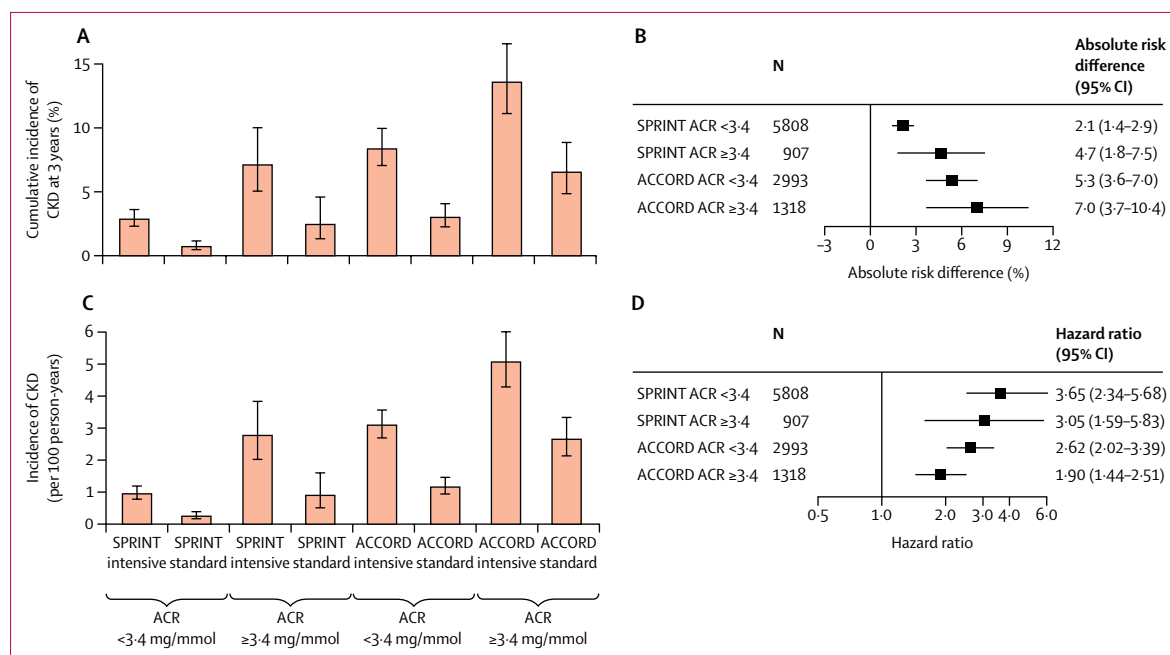 A
Cumulative incidence of
CKD at 3 years (%)
15
10
5
0
B
N
Absolute risk
difference
(95% CI)
SPRINT ACR <3·4 5808 2·1 (1·4–2·9)
SPRINT ACR ≥3·4 907 4·7 (1·8–7·5)
ACCORD ACR <3·4 2993 5·3 (3·6–7·0)
ACCORD ACR ≥3·4 1318 7·0 (3·7–10·4)
–3 0 3 6 9 12
Absolute risk difference (%)
C
Incidence of CKD
(per 100 person-years)
6
5
4
3
2
1
0
SPRINT SPRINT SPRINT SPRINT ACCORD ACCORD ACCORD ACCORD
intensive standard intensive standard intensive standard intensive standard
ACR ACR ACR ACR
<3·4 mg/mmol ≥3·4 mg/mmol <3·4 mg/mmol ≥3·4 mg/mmol
D
N
Hazard ratio
(95% CI)
SPRINT ACR <3·4 5808 3·65 (2·34–5·68)
SPRINT ACR ≥3·4 907 3·05 (1·59–5·83)
ACCORD ACR <3·4 2993 2·62 (2·02–3·39)
ACCORD ACR ≥3·4 1318 1·90 (1·44–2·51)
0·5 1·0 2·0 3·0 4·0 6·0
Hazard ratio